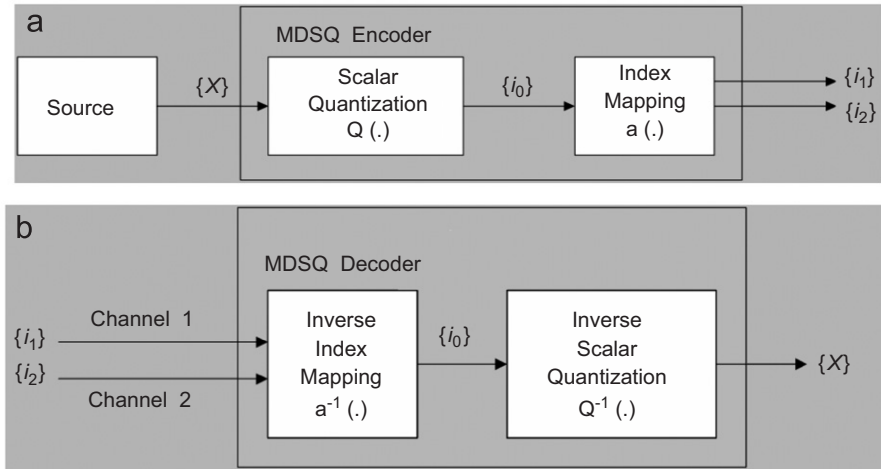 a
MDSQ Encoder
Source
{X}
Scalar
Quantization
Q (.)
{i0}
Index
Mapping
a (.)
{i1}
{i2}
b
MDSQ Decoder
{i1}
{i2}
Channel 1
Channel 2
Inverse
Index
Mapping
a-1 (.)
{i0}
Inverse
Scalar
Quantization
Q-1 (.)
{X}